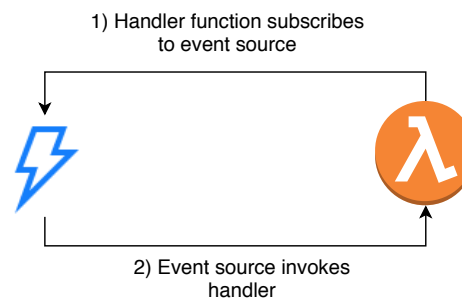 1) Handler function subscribes
to event source
2) Event source invokes
handler